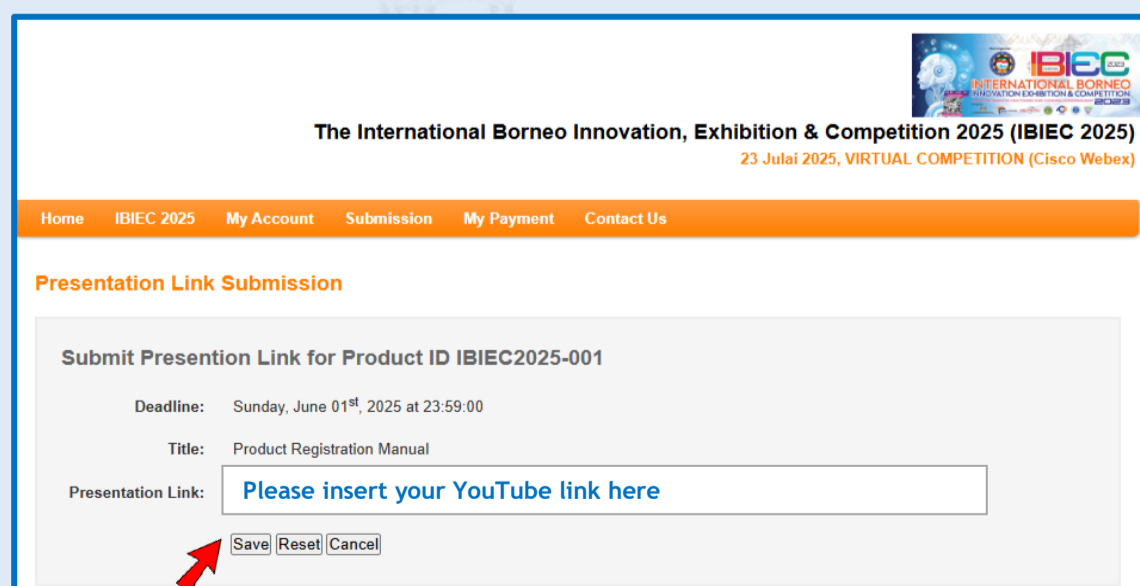 IBIEC 2023
INTERNATIONAL BORNEO
INNOVATION EXHIBITION & COMPETITION
2023
The International Borneo Innovation, Exhibition & Competition 2025 (IBIEC 2025)
23 Julai 2025, VIRTUAL COMPETITION (Cisco Webex)
Home IBIEC 2025 My Account Submission My Payment Contact Us
Presentation Link Submission
Submit Presention Link for Product ID IBIEC2025-001
Deadline: Sunday, June 01st, 2025 at 23:59:00
Title: Product Registration Manual
Presentation Link: Please insert your YouTube link here
Save Reset Cancel